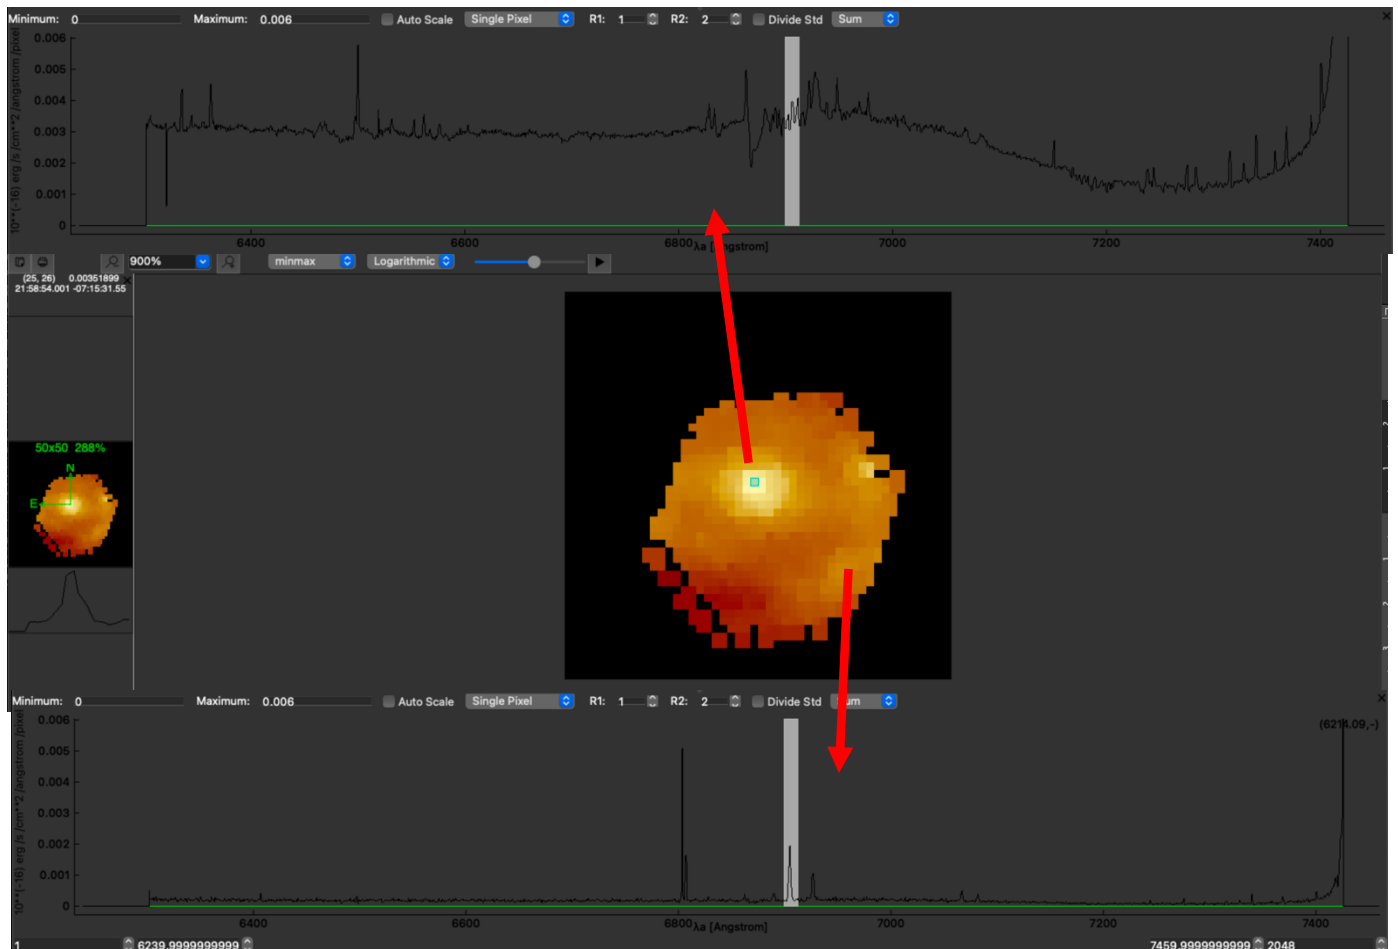 Minimum: 0 Maximum: 0.006 Auto Scale Single Pixel R1: 1 R2: 2 Divide Std Sum
10**(-16) erg /s /cm**2 /angstrom /pixel
0.006
0.005
0.004
0.003
0.002
0.001
0
6400 6600 6800 7000 7200 7400
λa [Angstrom]
900% minmax Logarithmic
(25, 26) 0.00351899
21:58:54.001 -07:15:31.55
50x50 288%
N
E
Minimum: 0 Maximum: 0.006 Auto Scale Single Pixel R1: 1 R2: 2 Divide Std
(6214.09,-)
10**(-16) erg /s /cm**2 /angstrom /pixel
0.006
0.005
0.004
0.003
0.002
0.001
0
6400 6600 6800 7000 7200 7400
λa [Angstrom]
1 6239.9999999999 7459.9999999999 2048